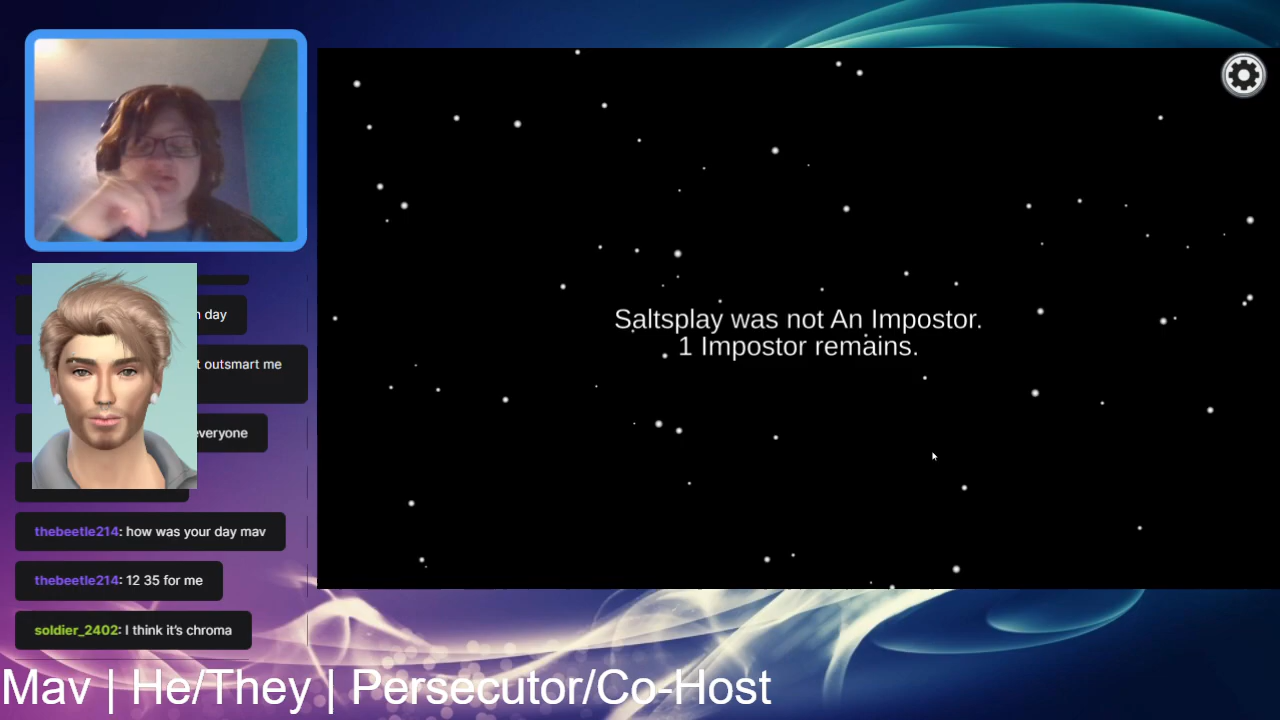 day
t outsmart me
everyone
thebeetle214: how was your day mav
thebeetle214: 12 35 for me
soldier_2402: I think it's chroma
Saltsplay was not An Impostor.
1 Impostor remains.
Mav | He/They | Persecutor/Co-Host